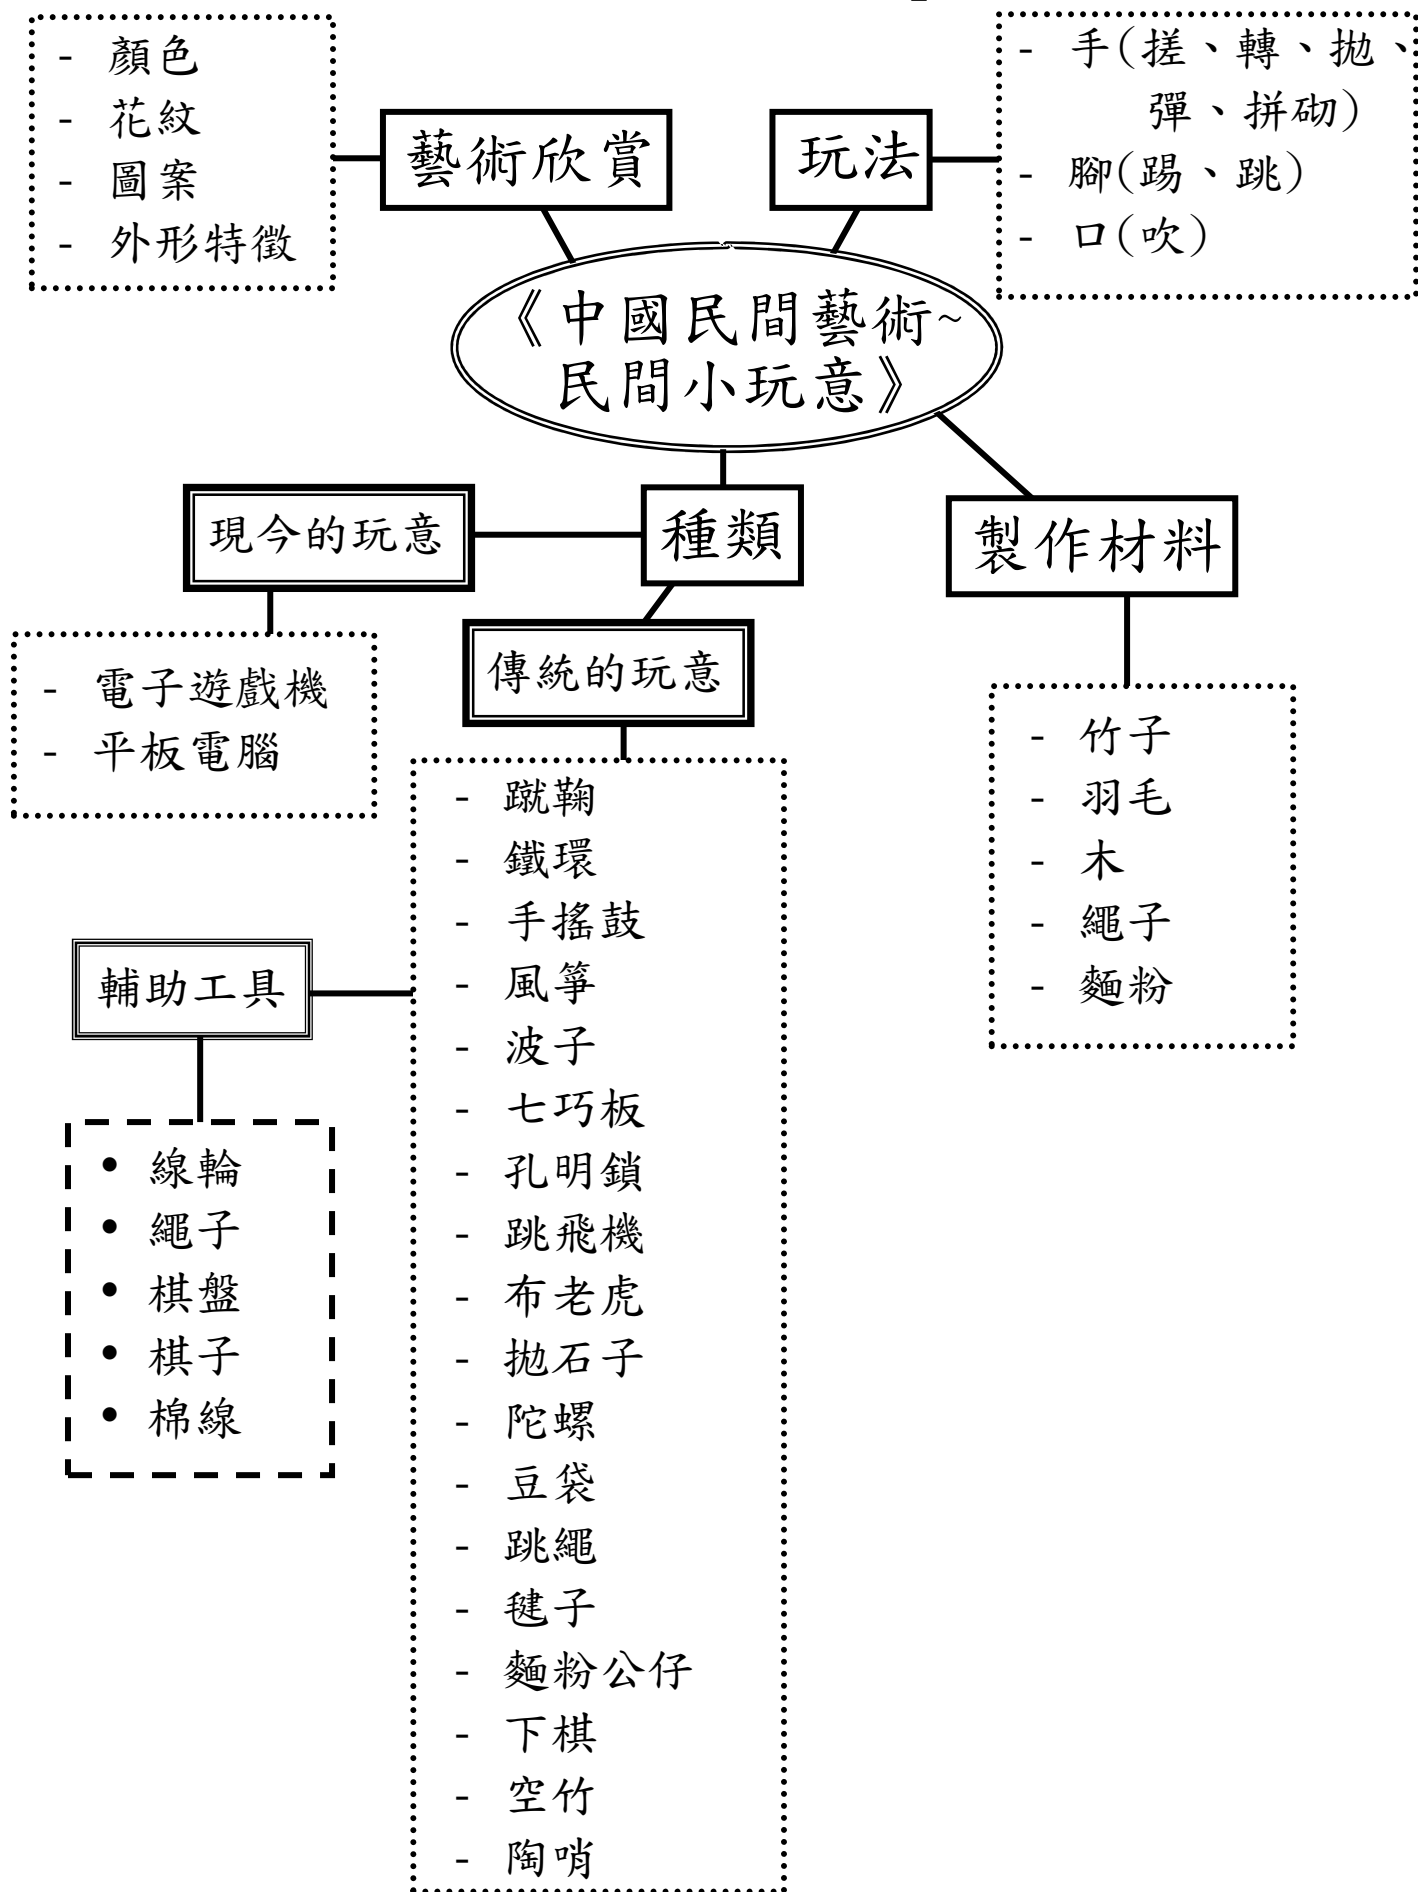 - 顏色
- 花紋
- 圖案
- 外形特徵
藝術欣賞
玩法
- 手(搓、轉、拋、
彈、拼砌)
- 腳(踢、跳)
- 口(吹)
《中國民間藝術~
民間小玩意》
現今的玩意
種類
製作材料
傳統的玩意
- 電子遊戲機
- 平板電腦
- 竹子
- 羽毛
- 木
- 繩子
- 麵粉
- 蹴鞠
- 鐵環
- 手搖鼓
- 風箏
- 波子
- 七巧板
- 孔明鎖
- 跳飛機
- 布老虎
- 拋石子
- 陀螺
- 豆袋
- 跳繩
- 毽子
- 麵粉公仔
- 下棋
- 空竹
- 陶哨
輔助工具
• 線輪
• 繩子
• 棋盤
• 棋子
• 棉線